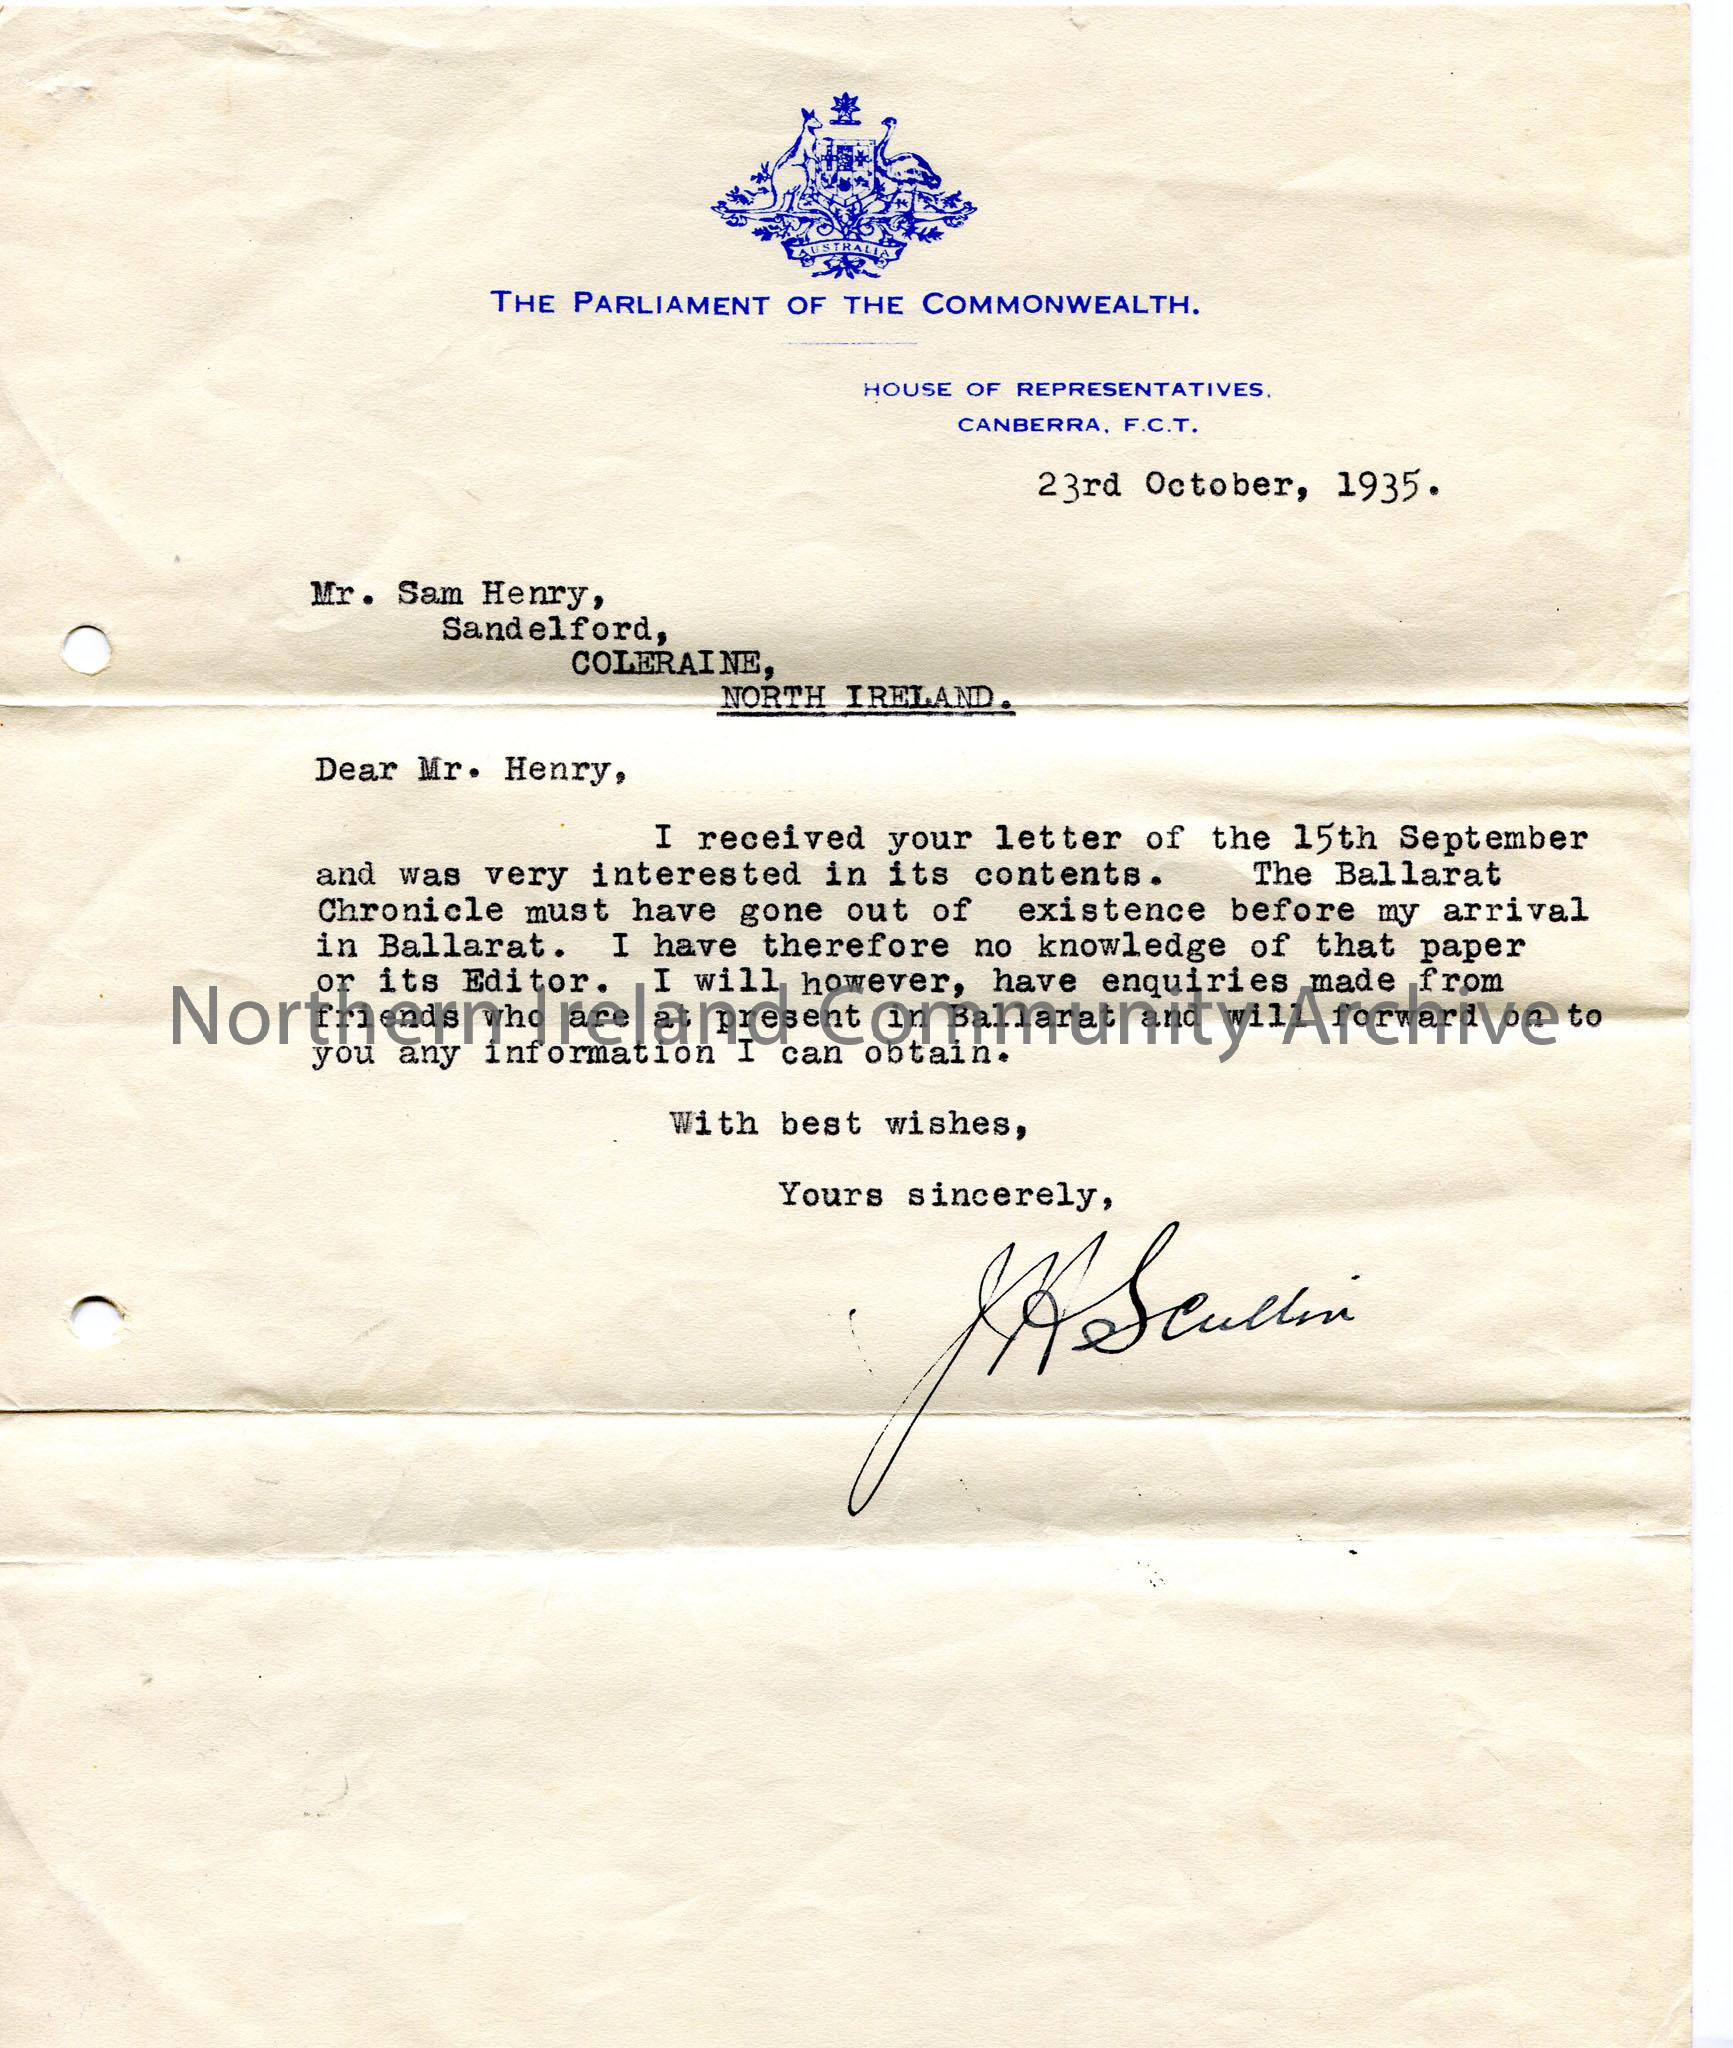 AUSTRALIA
THE PARLIAMENT OF THE COMMONWEALTH.
HOUSE OF REPRESENTATIVES,
CANBERRA, F.C.T.
23rd October, 1935.
Mr. Sam Henry,
Sandelford,
COLERAINE,
NORTH IRELAND.
Dear Mr. Henry,
I received your letter of the 15th September
and was very interested in its contents. The Ballarat
Chronicle must have gone out of existence before my arrival
in Ballarat. I have therefore no knowledge of that paper
or its Editor. I will however, have enquiries made from
friends who are at present in Ballarat and will forward on to
you any information I can obtain.
Northern Ireland Community Archive
With best wishes,
Yours sincerely,
J H Scullin